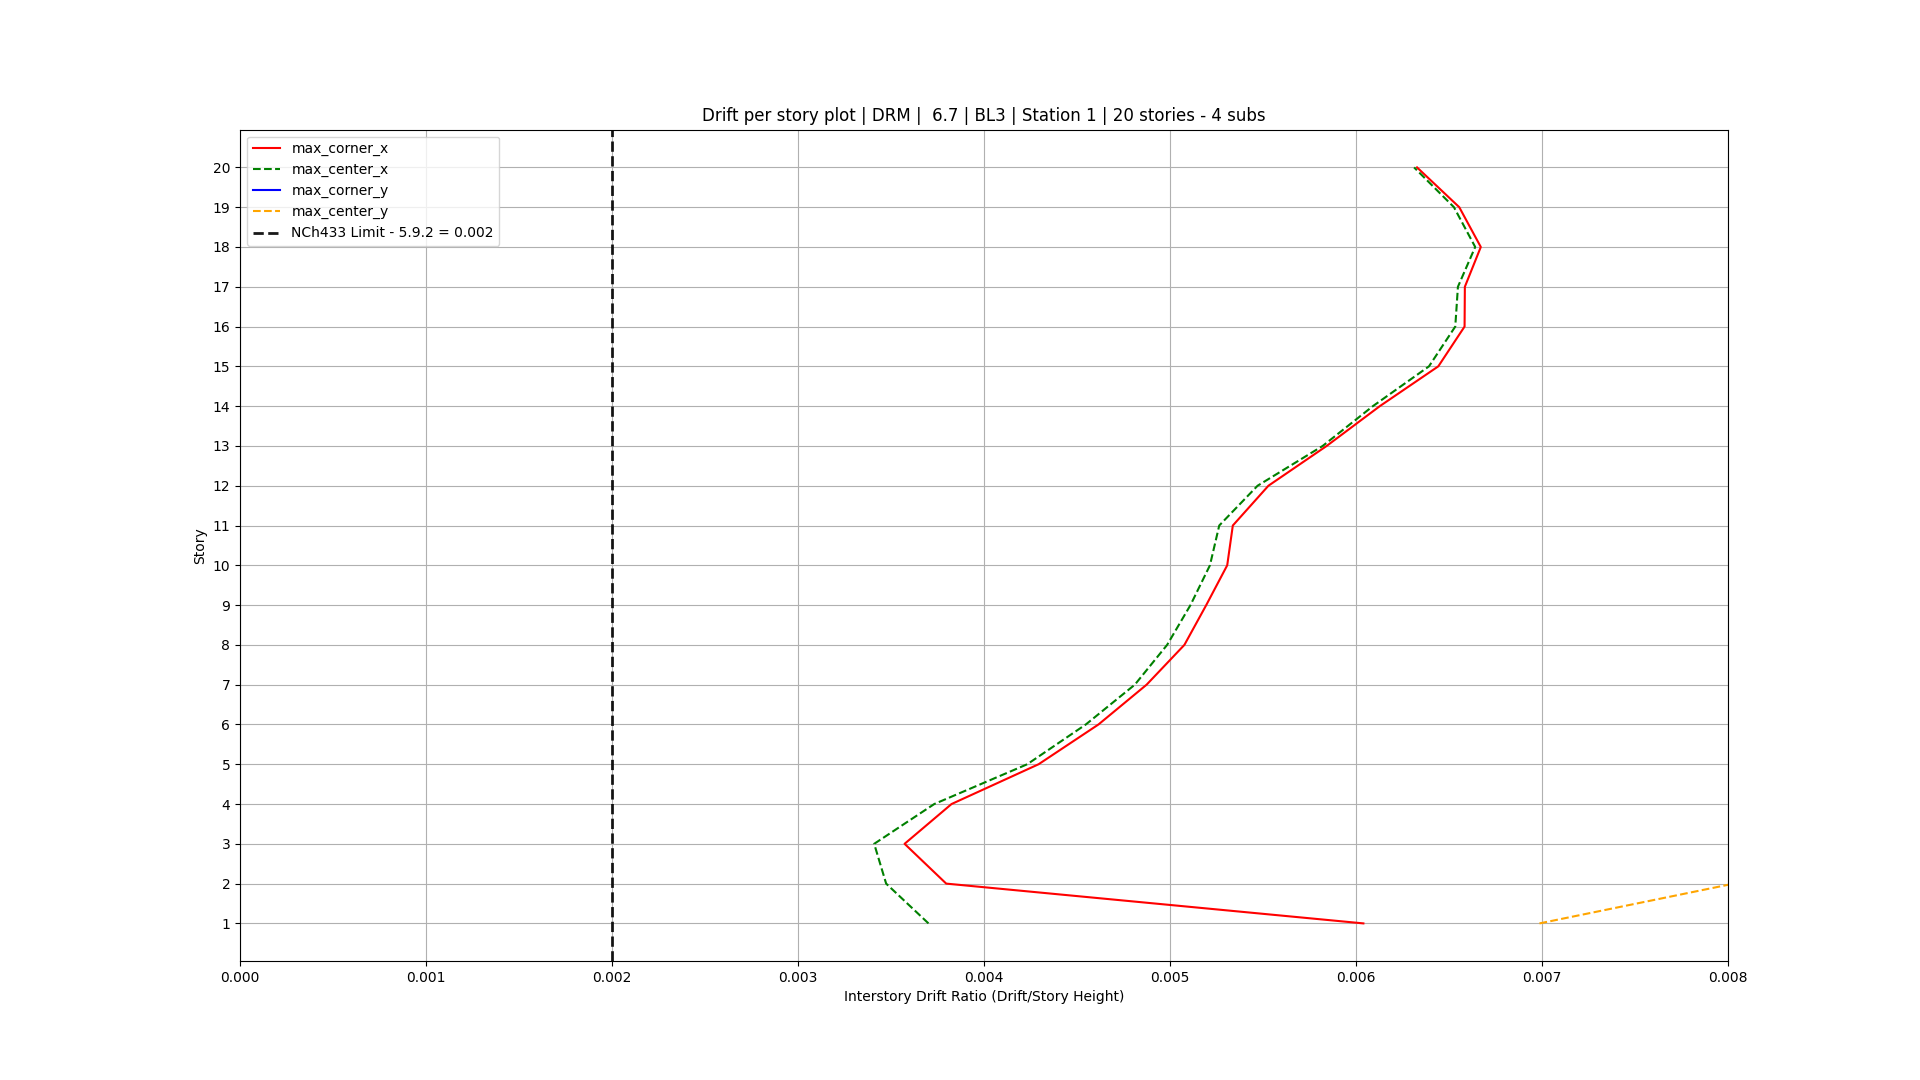 Drift per story plot | DRM |  6.7 | BL3 | Station 1 | 20 stories - 4 subs
max_corner_x
max_center_x
max_corner_y
max_center_y
NCh433 Limit - 5.9.2 = 0.002
20
19
18
17
16
15
14
13
12
11
10
9
8
7
6
5
4
3
2
1
Story
0.000 0.001 0.002 0.003 0.004 0.005 0.006 0.007 0.008
Interstory Drift Ratio (Drift/Story Height)